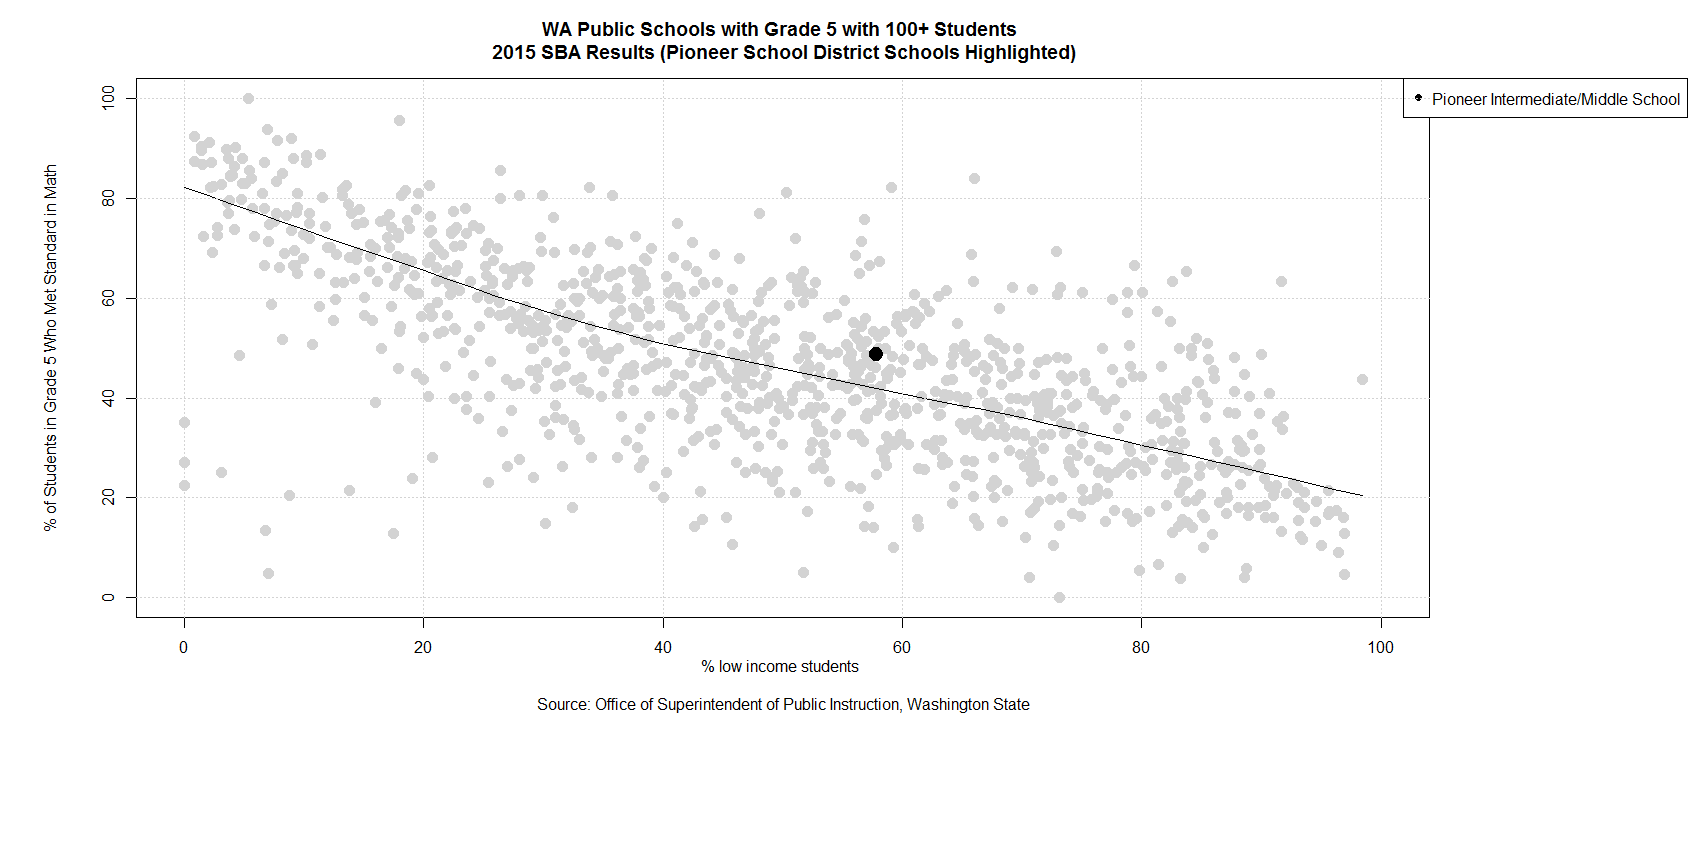 WA Public Schools with Grade 5 with 100+ Students
2015 SBA Results (Pioneer School District Schools Highlighted)
Pioneer Intermediate/Middle School
% of Students in Grade 5 Who Met Standard in Math
100
80
60
40
20
0
0 20 40 60 80 100
% low income students
Source: Office of Superintendent of Public Instruction, Washington State